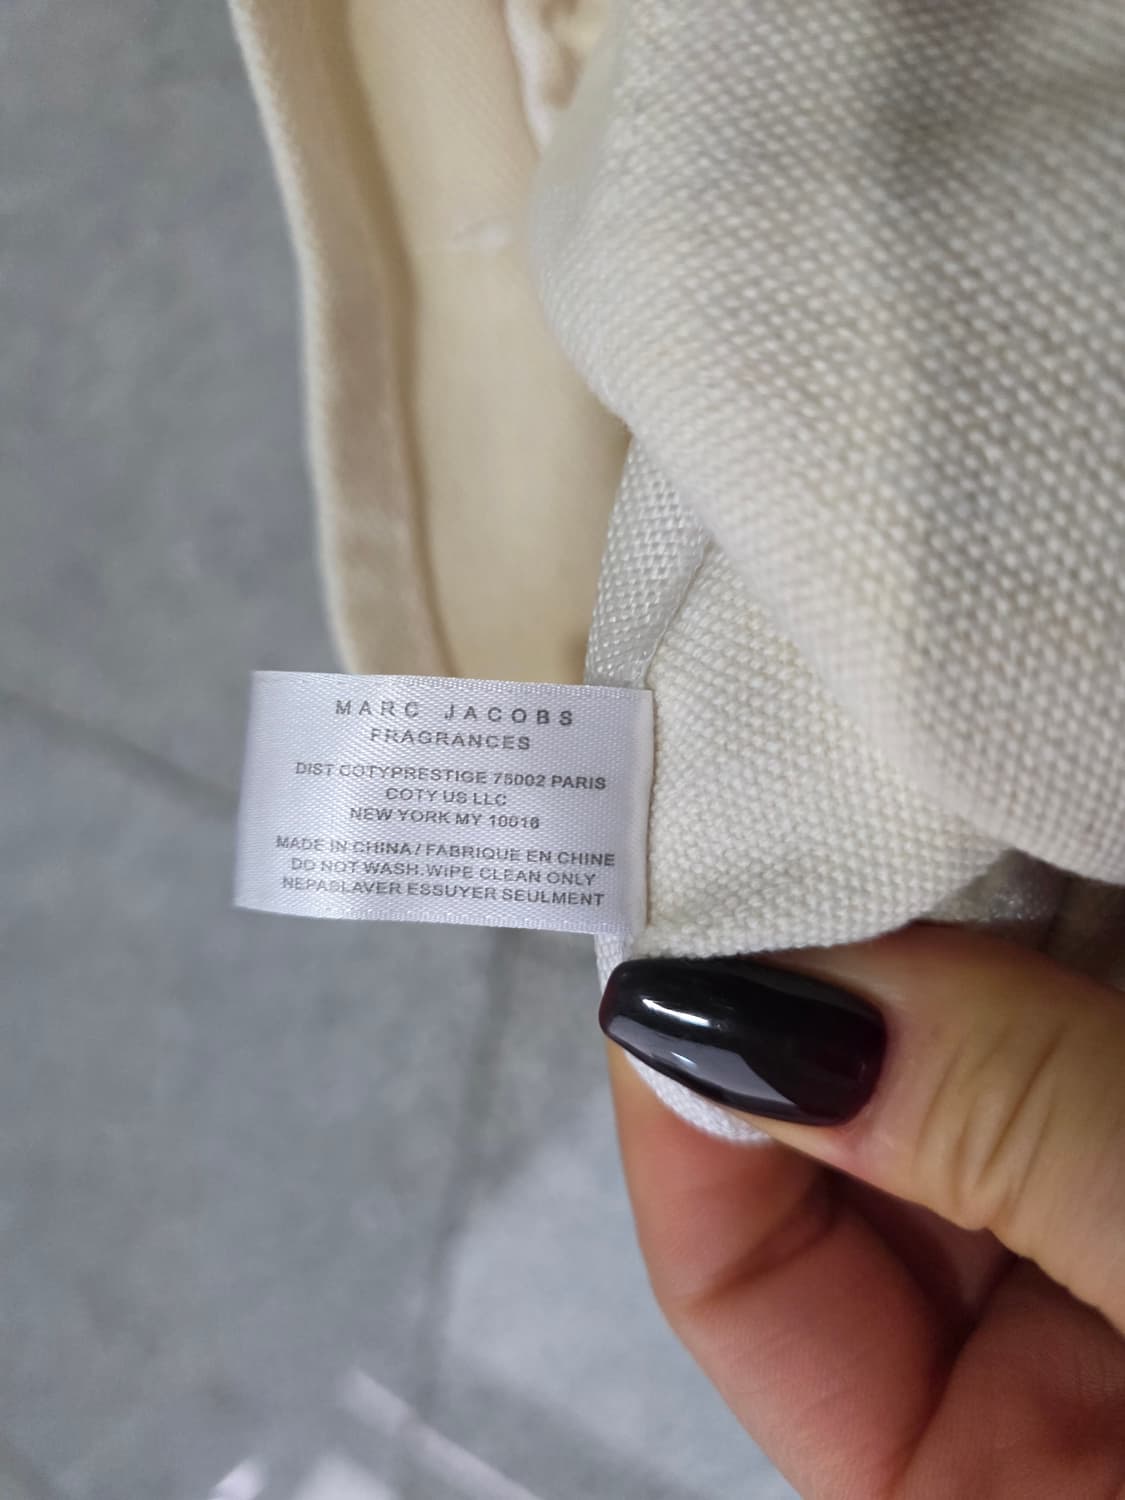 MARC JACOBS
FRAGRANCES
DIST COTYPRESTIGE 75002 PARIS
COTY US LLC
NEW YORK MY 10016
MADE IN CHINA / FABRIQUE EN CHINE
DO NOT WASH.WIPE CLEAN ONLY
NEPASLAVER ESSUYER SEULMENT